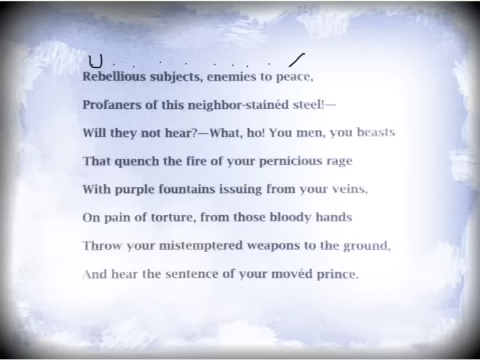 Rebellious subjects, enemies to peace,
Profaners of this neighbor-stainéd steel!—
Will they not hear?—What, ho! You men, you beasts
That quench the fire of your pernicious rage
With purple fountains issuing from your veins,
On pain of torture, from those bloody hands
Throw your mistempered weapons to the ground,
And hear the sentence of your movéd prince.